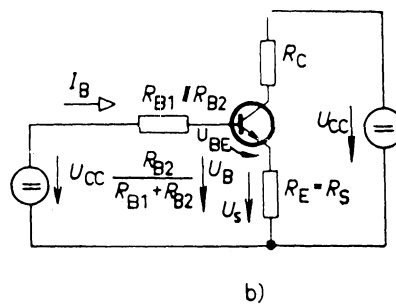 R_C
I_B
R_B1 ∥ R_B2
U_BE
U_CC
U_CC R_B2 / (R_B1 + R_B2)
U_B
U_s
R_E = R_S
b)